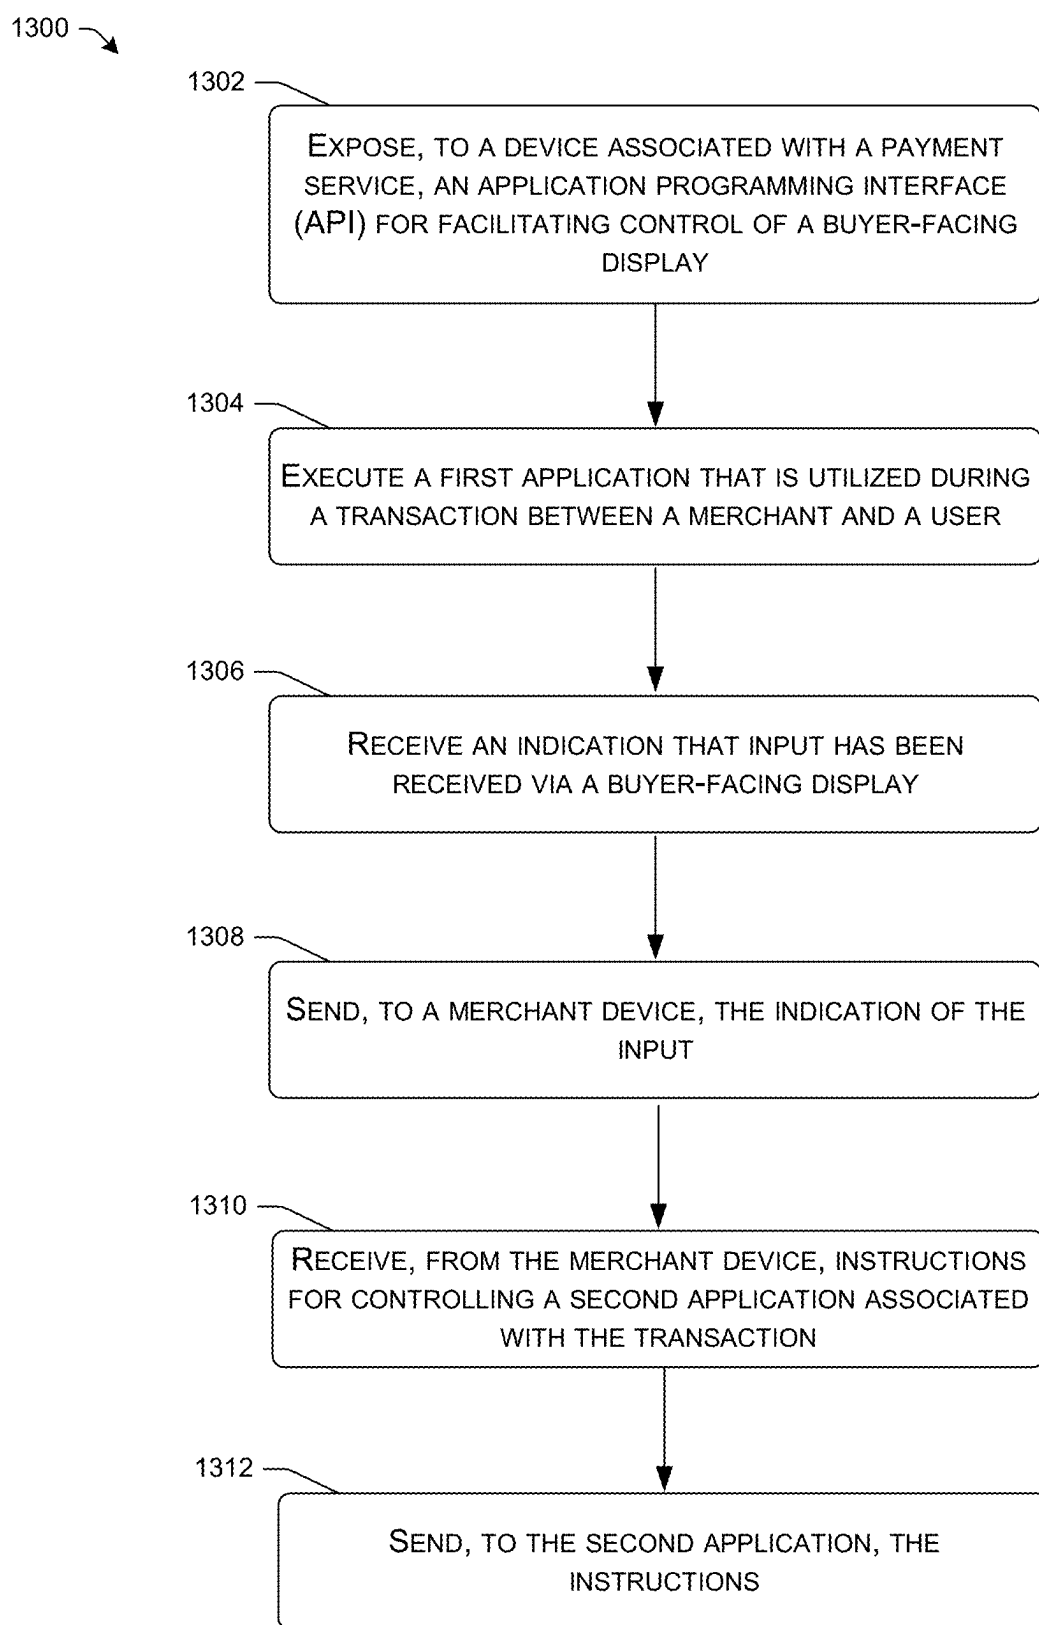 1300
1302
EXPOSE, TO A DEVICE ASSOCIATED WITH A PAYMENT
SERVICE, AN APPLICATION PROGRAMMING INTERFACE
(API) FOR FACILITATING CONTROL OF A BUYER-FACING
DISPLAY
1304
EXECUTE A FIRST APPLICATION THAT IS UTILIZED DURING
A TRANSACTION BETWEEN A MERCHANT AND A USER
1306
RECEIVE AN INDICATION THAT INPUT HAS BEEN
RECEIVED VIA A BUYER-FACING DISPLAY
1308
SEND, TO A MERCHANT DEVICE, THE INDICATION OF THE
INPUT
1310
RECEIVE, FROM THE MERCHANT DEVICE, INSTRUCTIONS
FOR CONTROLLING A SECOND APPLICATION ASSOCIATED
WITH THE TRANSACTION
1312
SEND, TO THE SECOND APPLICATION, THE
INSTRUCTIONS